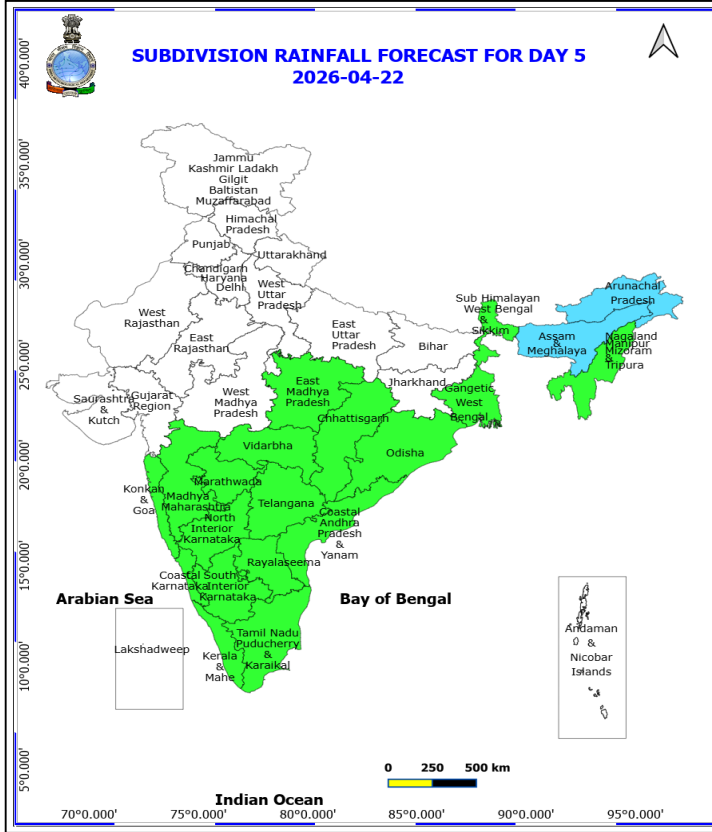 SUBDIVISION RAINFALL FORECAST FOR DAY 5
2026-04-22
40°0.000'
35°0.000'
30°0.000'
25°0.000'
20°0.000'
15°0.000'
10°0.000'
5°0.000'
Jammu
Kashmir Ladakh
Gilgit
Baltistan
Muzaffarabad
Himachal
Pradesh
Punjab
Uttarakhand
Chandigarh
Haryana
Delhi
West
Uttar
Pradesh
West
Rajasthan
East
Rajasthan
East
Uttar
Pradesh
Bihar
Sub Himalayan
West Bengal
&
Sikkim
Arunachal
Pradesh
Assam
&
Meghalaya
Nagaland
Manipur
Mizoram
&
Tripura
Saurashtra
&
Kutch
Gujarat
Region
West
Madhya
Pradesh
East
Madhya
Pradesh
Jharkhand
Gangetic
West
Bengal
Chhattisgarh
Vidarbha
Odisha
Konkan
&
Goa
Madhya
Maharashtra
Marathwada
Telangana
North
Interior
Karnataka
Coastal
Andhra
Pradesh
&
Yanam
Rayalaseema
Coastal
Karnataka
South
Interior
Karnataka
Arabian Sea
Bay of Bengal
Lakshadweep
Kerala
&
Mahe
Tamil Nadu
Puducherry
&
Karaikal
Andaman
&
Nicobar
Islands
0 250 500 km
Indian Ocean
70°0.000' 75°0.000' 80°0.000' 85°0.000' 90°0.000' 95°0.000'